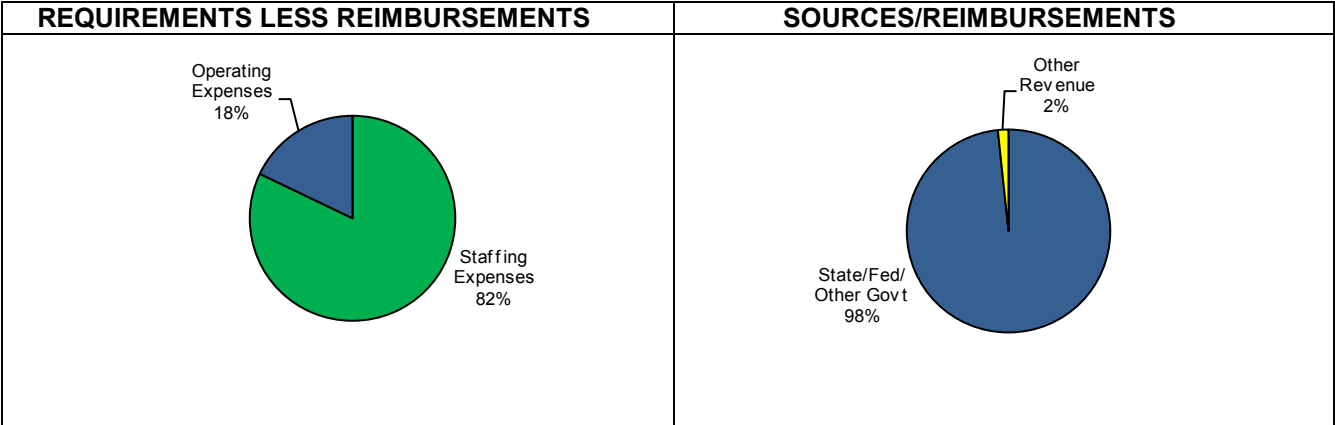 REQUIREMENTS LESS REIMBURSEMENTS
Operating
Expenses
18%
Staffing
Expenses
82%
SOURCES/REIMBURSEMENTS
Other
Revenue
2%
State/Fed/
Other Govt
98%